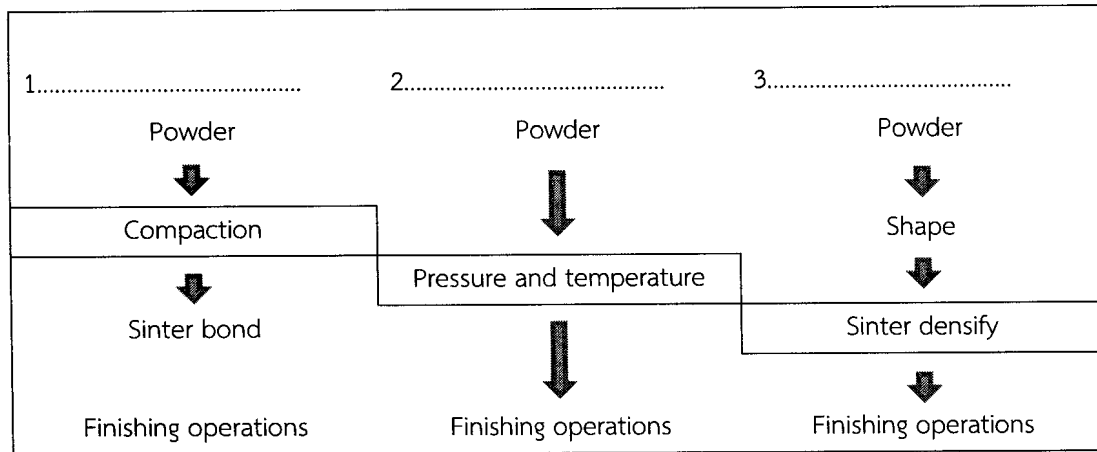 1............................................ 2............................................ 3............................................
Powder Powder Powder
Compaction Shape
Pressure and temperature
Sinter bond Sinter densify
Finishing operations Finishing operations Finishing operations